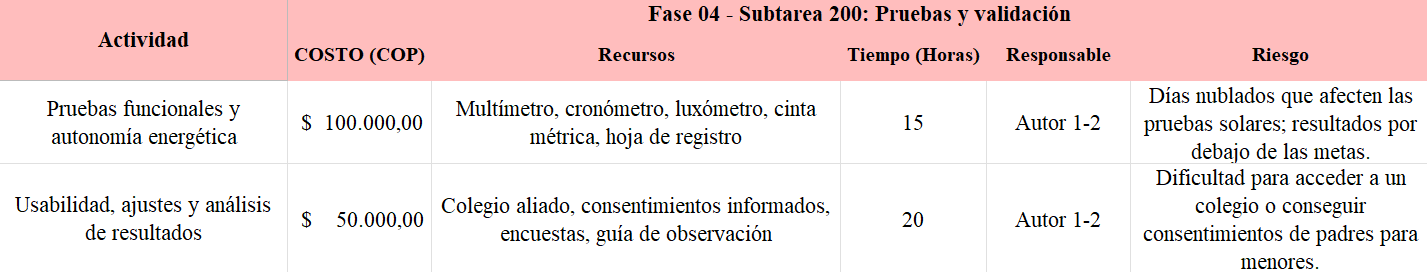 Fase 04 - Subtarea 200: Pruebas y validación
Actividad
COSTO (COP)
Recursos
Tiempo (Horas)
Responsable
Riesgo
Pruebas funcionales y
autonomía energética
$ 100.000,00
Multímetro, cronómetro, luxómetro, cinta
métrica, hoja de registro
15
Autor 1-2
Días nublados que afecten las
pruebas solares; resultados por
debajo de las metas.
Usabilidad, ajustes y análisis
de resultados
$ 50.000,00
Colegio aliado, consentimientos informados,
encuestas, guía de observación
20
Autor 1-2
Dificultad para acceder a un
colegio o conseguir
consentimientos de padres para
menores.